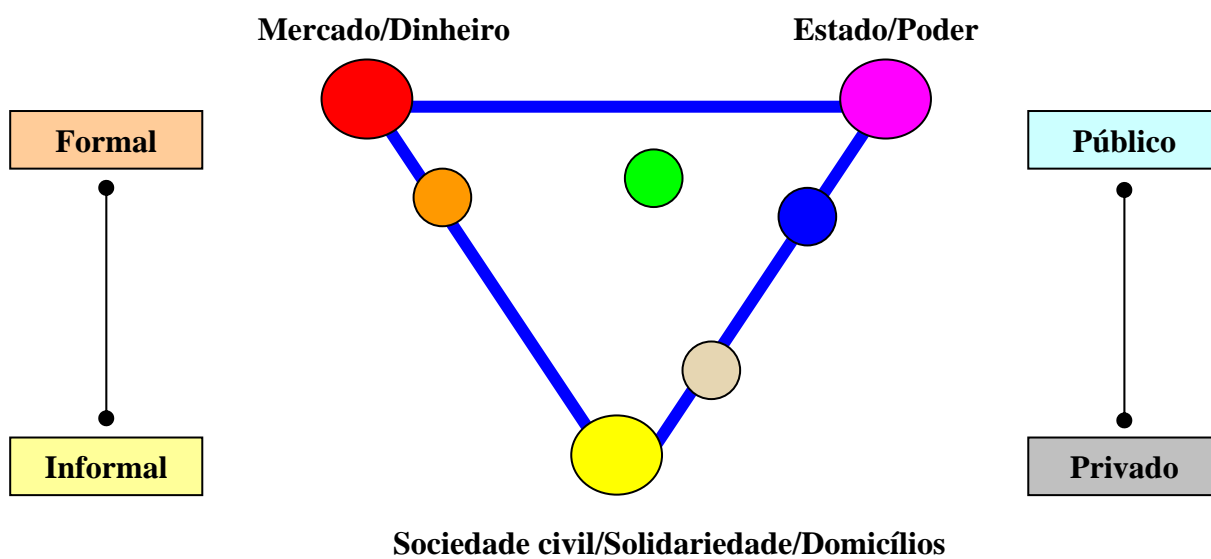 Mercado/Dinheiro
Estado/Poder
Formal
Público
Informal
Privado
Sociedade civil/Solidariedade/Domicílios